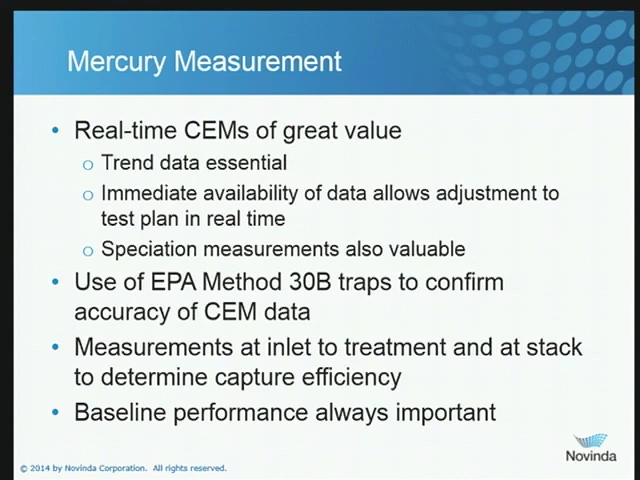 Mercury Measurement
• Real-time CEMs of great value
o Trend data essential
o Immediate availability of data allows adjustment to
test plan in real time
o Speciation measurements also valuable
• Use of EPA Method 30B traps to confirm
accuracy of CEM data
• Measurements at inlet to treatment and at stack
to determine capture efficiency
• Baseline performance always important
Novinda
© 2014 by Novinda Corporation. All rights reserved.